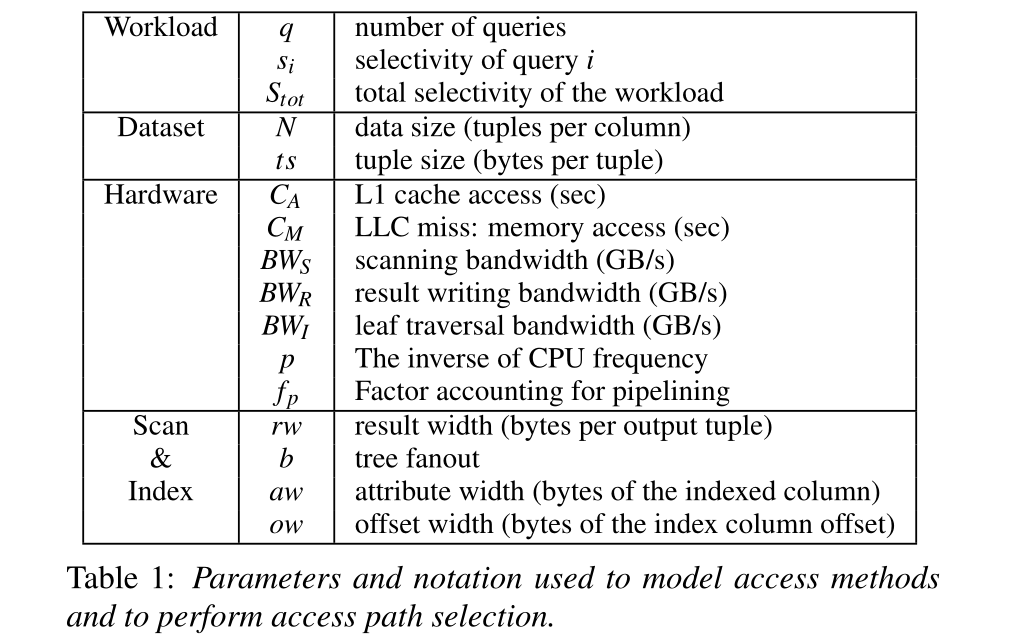 Workload q number of queries
s_i selectivity of query i
S_tot total selectivity of the workload
Dataset N data size (tuples per column)
ts tuple size (bytes per tuple)
Hardware C_A L1 cache access (sec)
C_M LLC miss: memory access (sec)
BW_S scanning bandwidth (GB/s)
BW_R result writing bandwidth (GB/s)
BW_I leaf traversal bandwidth (GB/s)
p The inverse of CPU frequency
f_p Factor accounting for pipelining
Scan rw result width (bytes per output tuple)
& b tree fanout
Index aw attribute width (bytes of the indexed column)
ow offset width (bytes of the index column offset)
Table 1: Parameters and notation used to model access methods
and to perform access path selection.